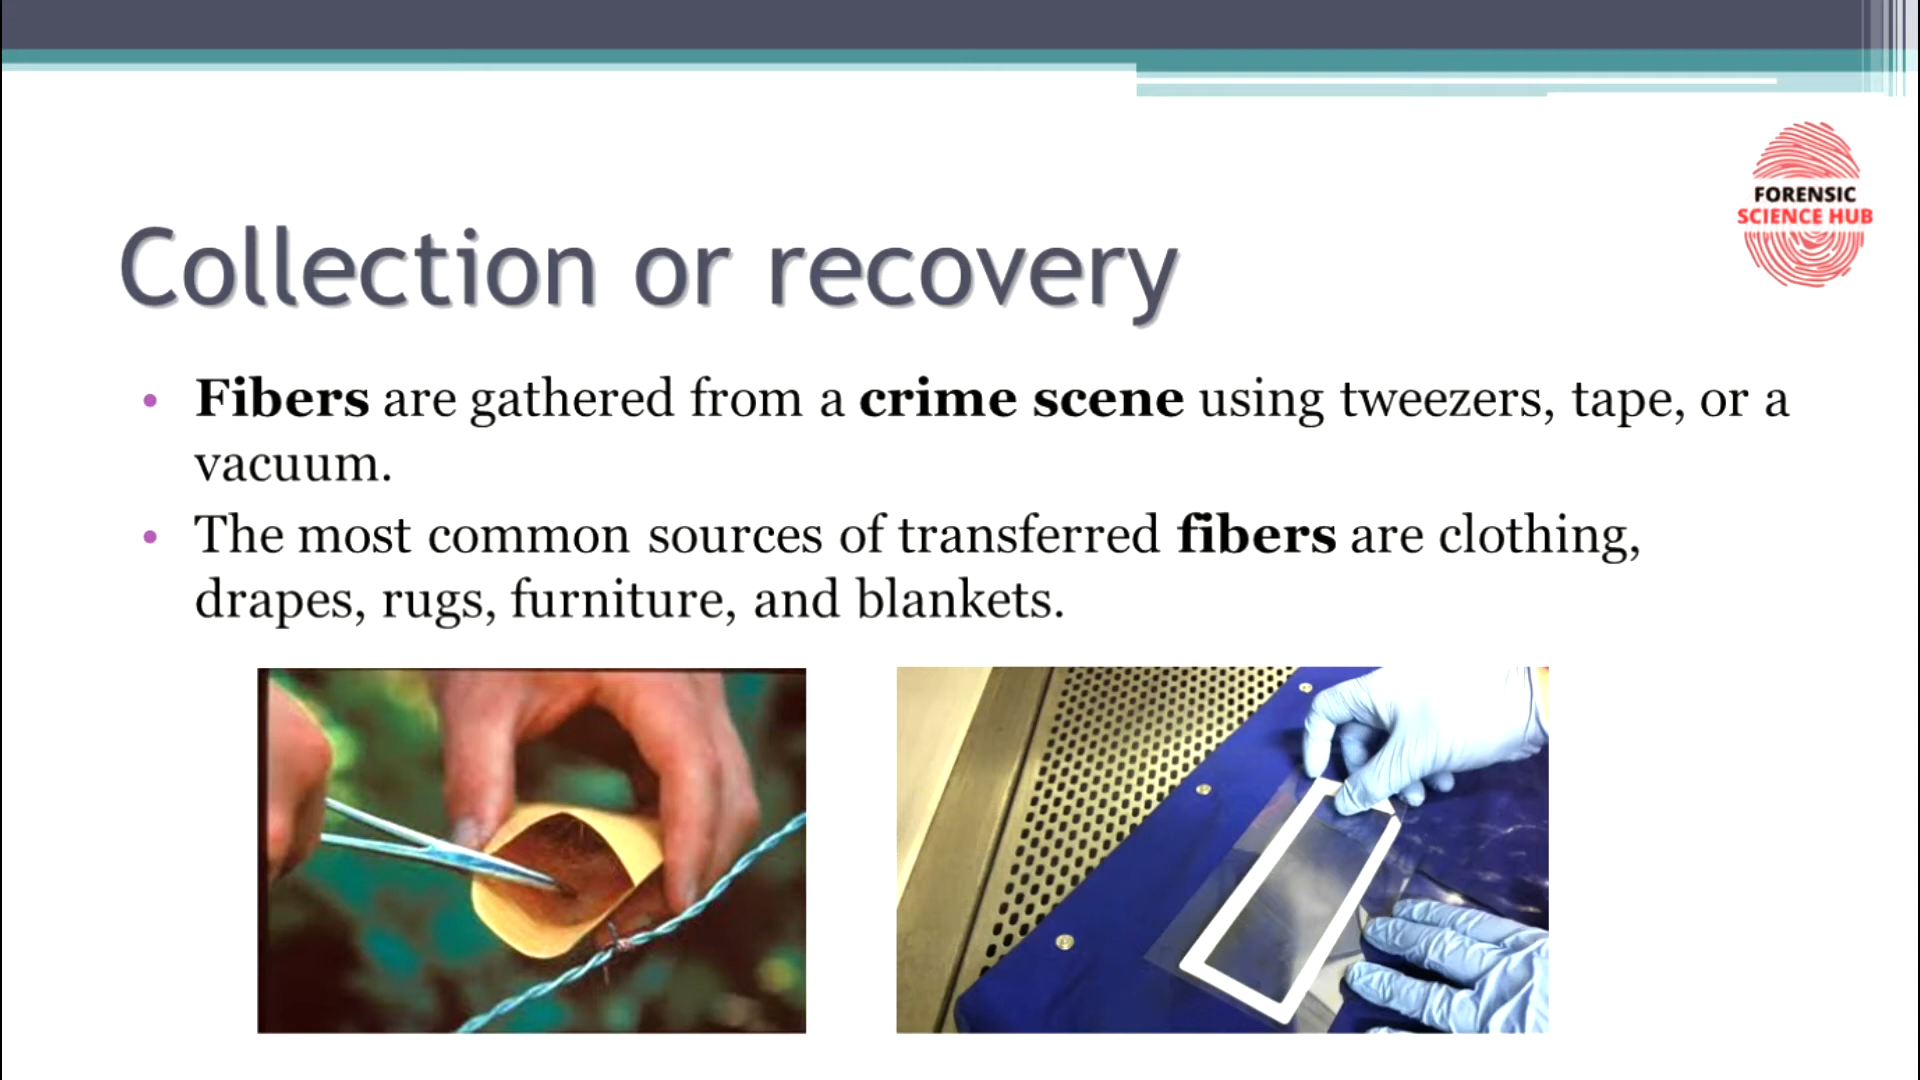 FORENSIC
SCIENCE HUB
Collection or recovery
• Fibers are gathered from a crime scene using tweezers, tape, or a
vacuum.
• The most common sources of transferred fibers are clothing,
drapes, rugs, furniture, and blankets.